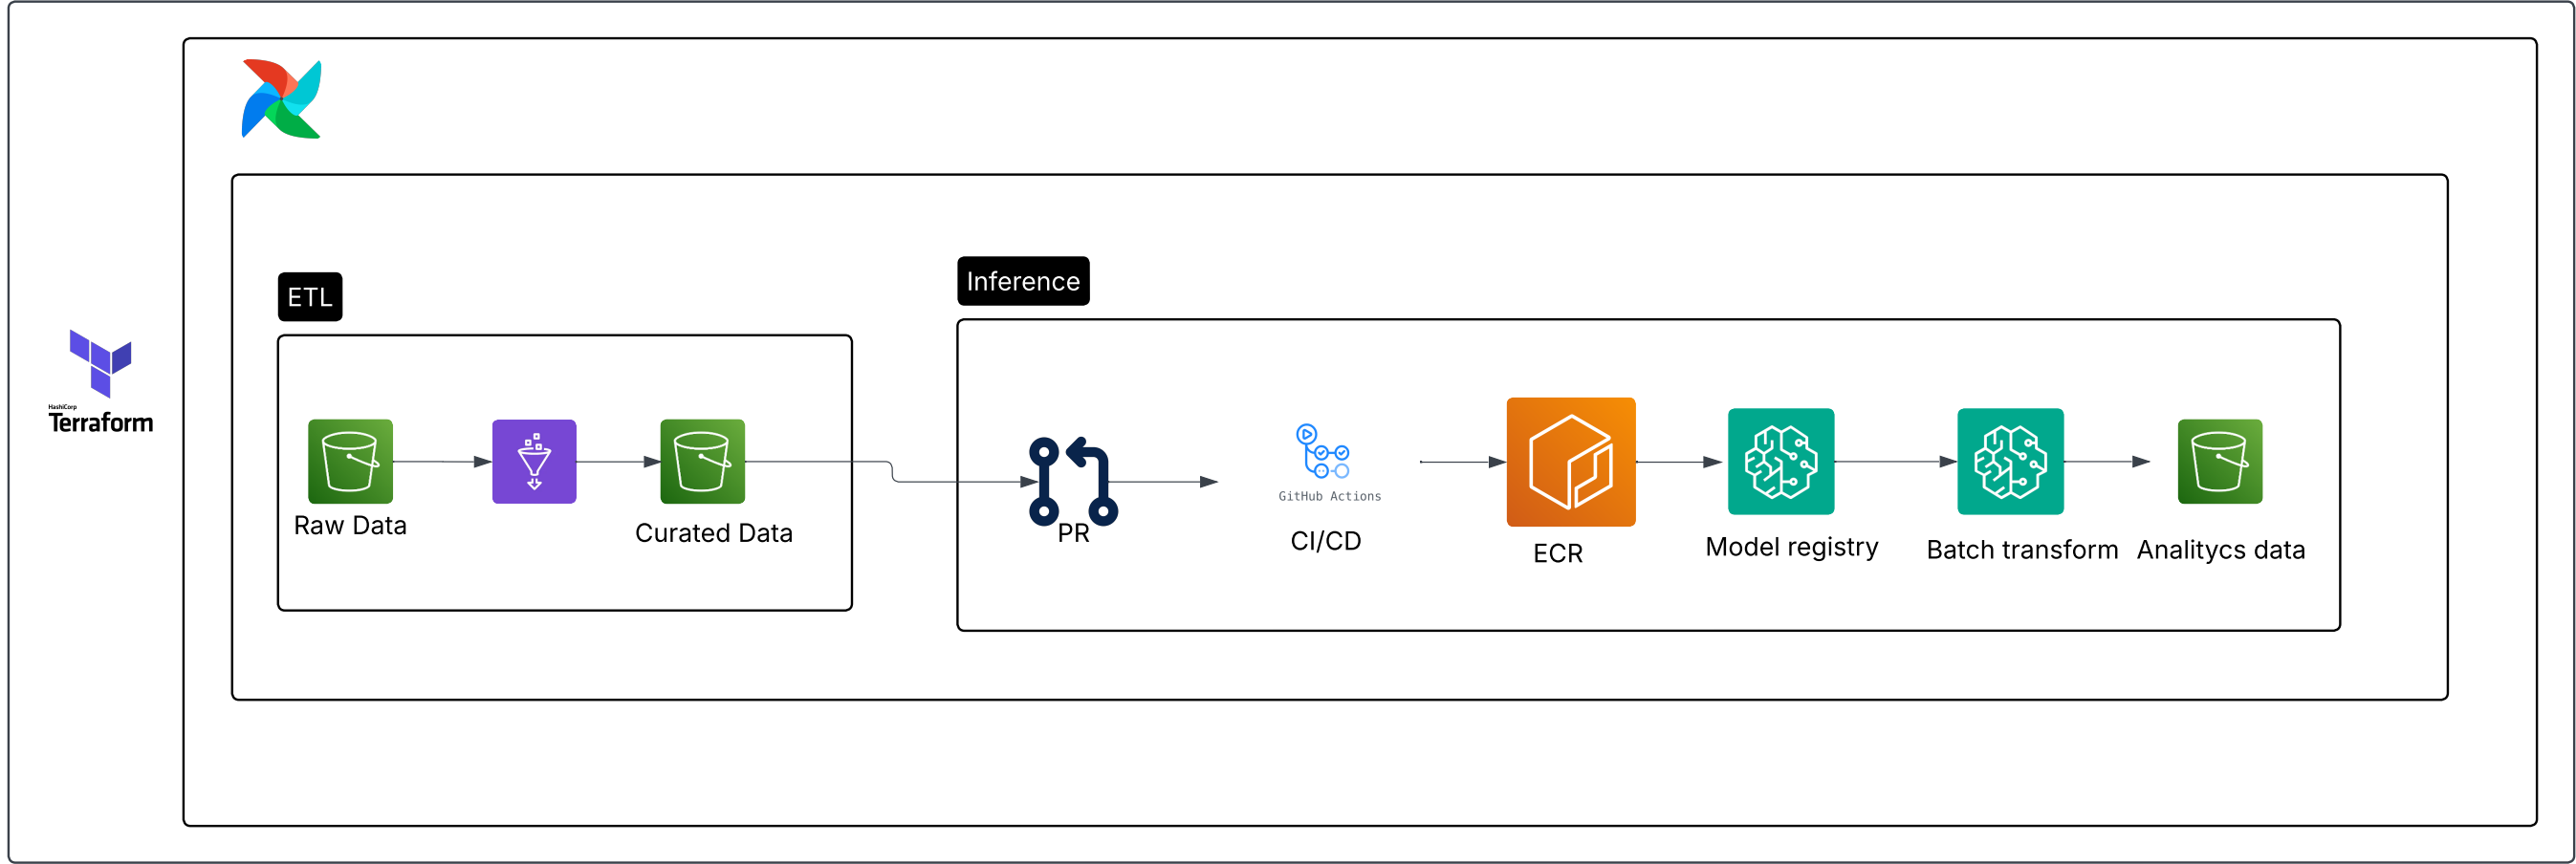 ETL
Inference
HashiCorp
Terraform
Raw Data
Curated Data
PR
GitHub Actions
CI/CD
ECR
Model registry
Batch transform
Analitycs data